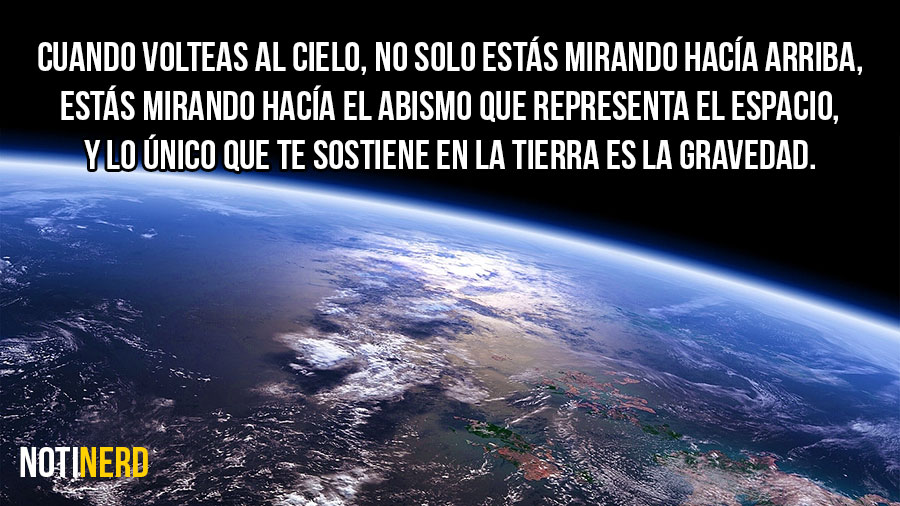 CUANDO VOLTEAS AL CIELO, NO SOLO ESTÁS MIRANDO HACÍA ARRIBA,
ESTÁS MIRANDO HACÍA EL ABISMO QUE REPRESENTA EL ESPACIO,
Y LO ÚNICO QUE TE SOSTIENE EN LA TIERRA ES LA GRAVEDAD.
NOTINERD